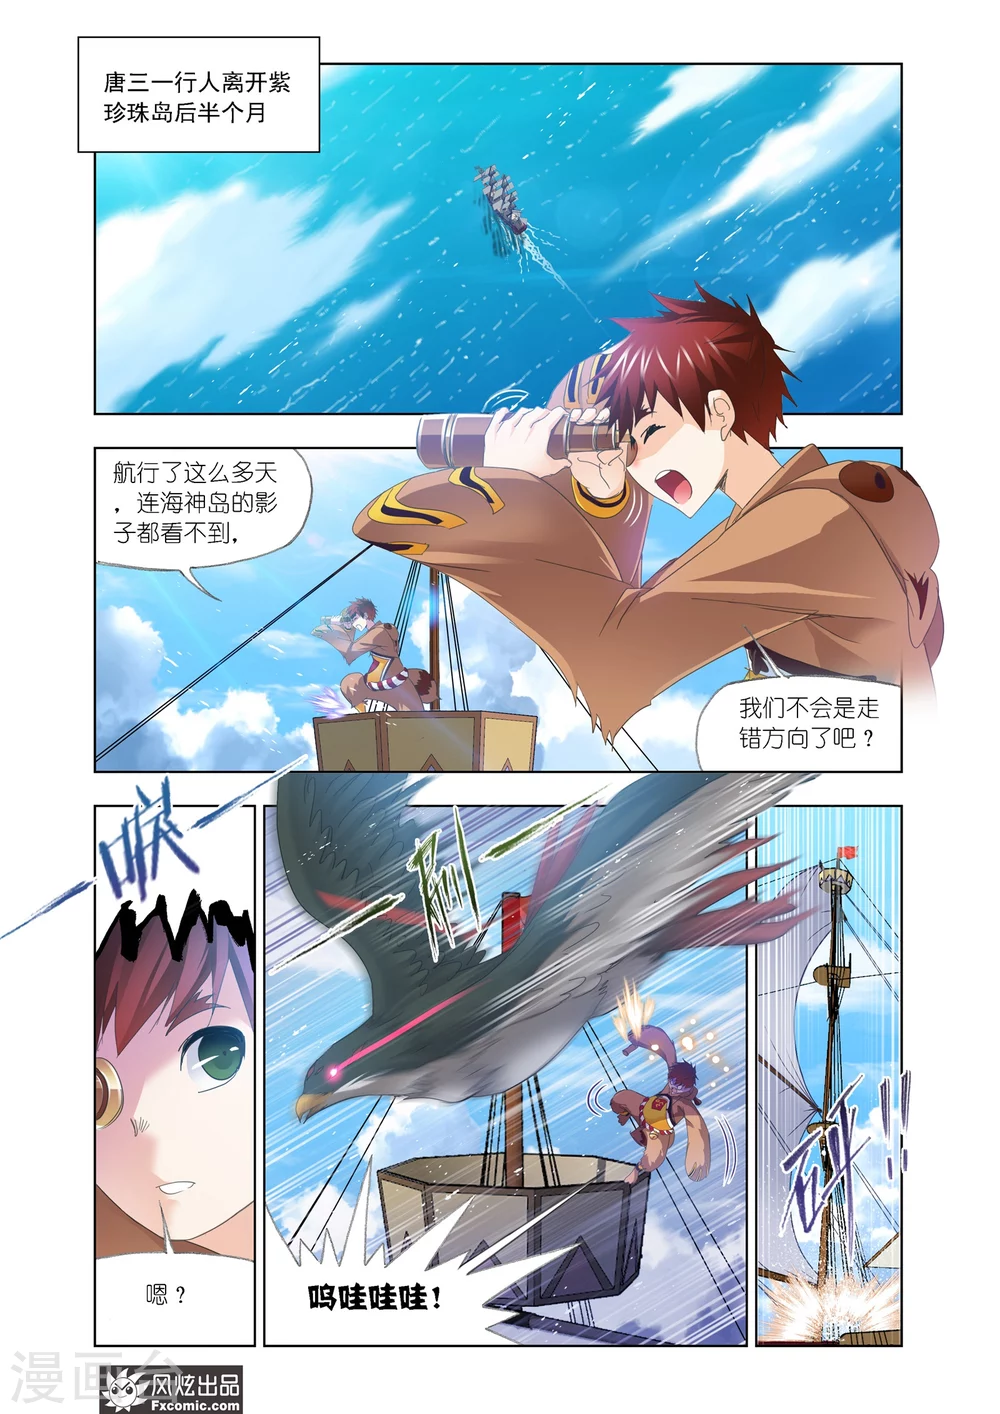 唐三一行人离开紫
珍珠岛后半个月
航行了这么多天
，连海神岛的影
子都看不到，
我们不会是走
错方向了吧？
唳
嗯？
刷
呜哇哇哇！
砰!!
漫画台
风炫出品
Fxcomic.com